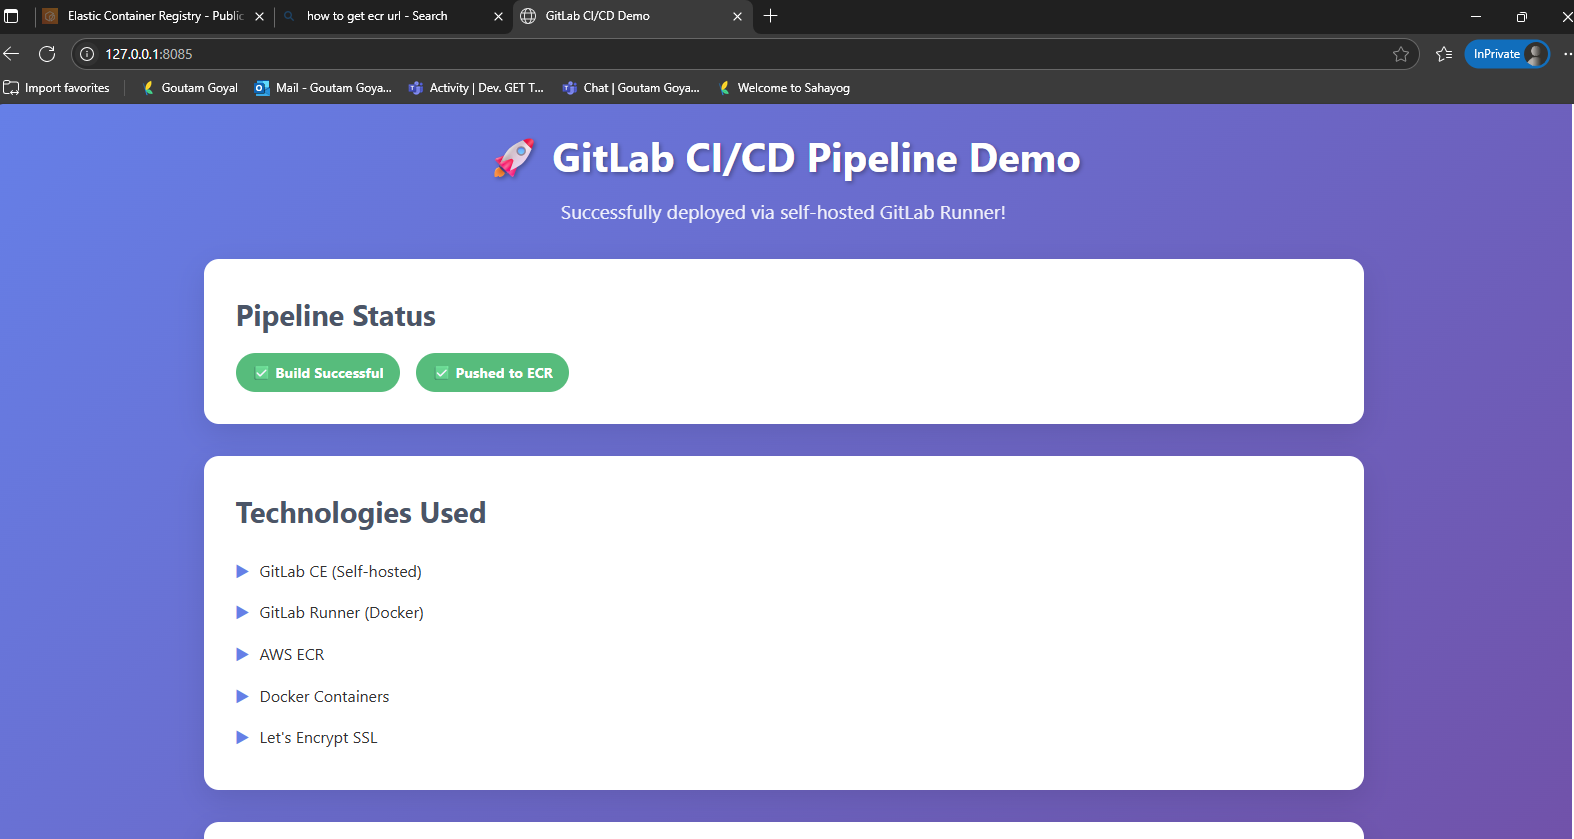 Elastic Container Registry - Public
how to get ecr url - Search
GitLab CI/CD Demo
127.0.0.1:8085
InPrivate
Import favorites
Goutam Goyal
Mail - Goutam Goya...
Activity | Dev. GET T...
Chat | Goutam Goya...
Welcome to Sahayog
🚀 GitLab CI/CD Pipeline Demo
Successfully deployed via self-hosted GitLab Runner!
Pipeline Status
✅ Build Successful
✅ Pushed to ECR
Technologies Used
▶ GitLab CE (Self-hosted)
▶ GitLab Runner (Docker)
▶ AWS ECR
▶ Docker Containers
▶ Let's Encrypt SSL